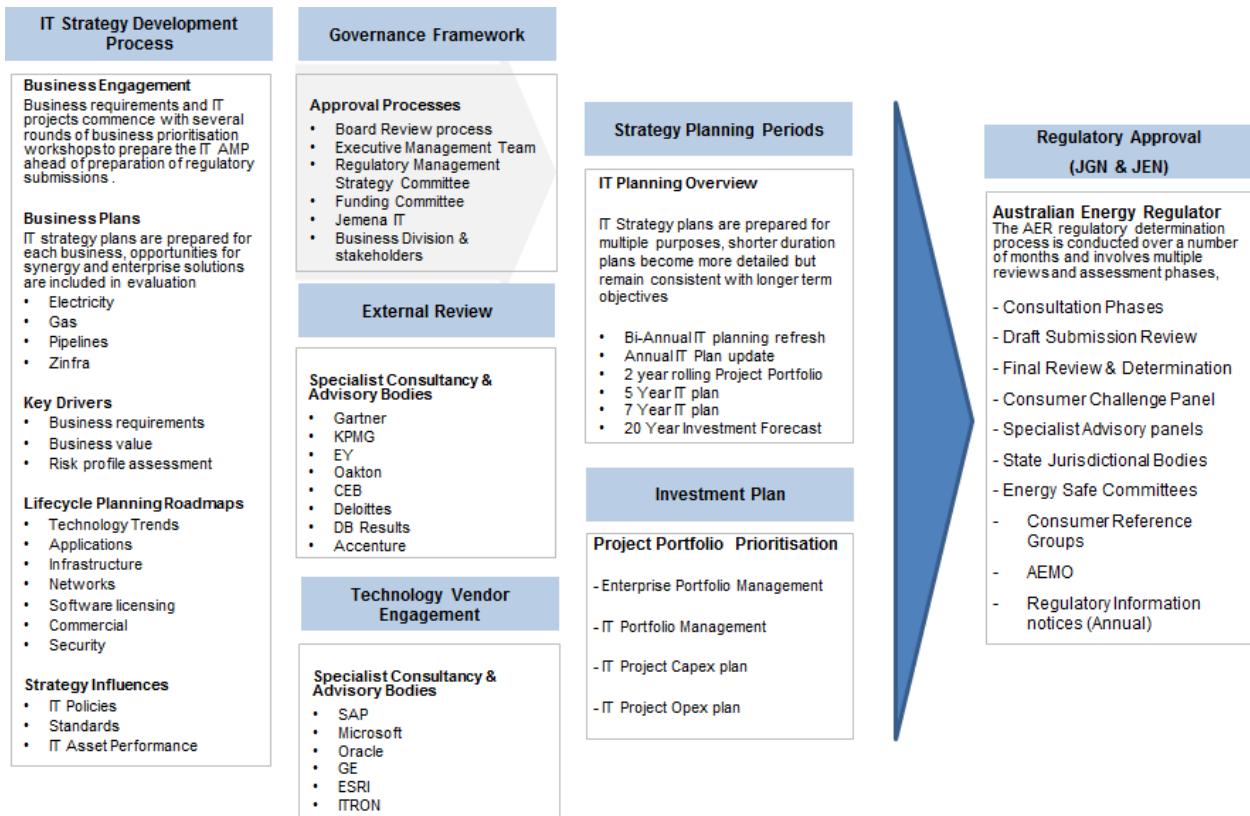 IT Strategy Development
Process
Business Engagement
Business requirements and IT
projects commence with several
rounds of business prioritisation
workshops to prepare the IT AMP
ahead of preparation of regulatory
submissions .
Business Plans
IT strategy plans are prepared for
each business, opportunities for
synergy and enterprise solutions
are included in evaluation
• Electricity
• Gas
• Pipelines
• Zinfra
Key Drivers
• Business requirements
• Business value
• Risk profile assessment
Lifecycle Planning Roadmaps
• Technology Trends
• Applications
• Infrastructure
• Networks
• Software licensing
• Commercial
• Security
Strategy Influences
• IT Policies
• Standards
• IT Asset Performance
Governance Framework
Approval Processes
• Board Review process
• Executive Management Team
• Regulatory Management
Strategy Committee
• Funding Committee
• Jemena IT
• Business Division &
stakeholders
External Review
Specialist Consultancy &
Advisory Bodies
• Gartner
• KPMG
• EY
• Oakton
• CEB
• Deloittes
• DB Results
• Accenture
Technology Vendor
Engagement
Specialist Consultancy &
Advisory Bodies
• SAP
• Microsoft
• Oracle
• GE
• ESRI
• ITRON
Strategy Planning Periods
IT Planning Overview
IT Strategy plans are prepared for
multiple purposes, shorter duration
plans become more detailed but
remain consistent with longer term
objectives
• Bi-Annual IT planning refresh
• Annual IT Plan update
• 2 year rolling Project Portfolio
• 5 Year IT plan
• 7 Year IT plan
• 20 Year Investment Forecast
Investment Plan
Project Portfolio Prioritisation
- Enterprise Portfolio Management
- IT Portfolio Management
- IT Project Capex plan
- IT Project Opex plan
Regulatory Approval
(JGN & JEN)
Australian Energy Regulator
The AER regulatory determination
process is conducted over a number
of months and involves multiple
reviews and assessment phases,
- Consultation Phases
- Draft Submission Review
- Final Review & Determination
- Consumer Challenge Panel
- Specialist Advisory panels
- State Jurisdictional Bodies
- Energy Safe Committees
- Consumer Reference
Groups
- AEMO
- Regulatory Information
notices (Annual)